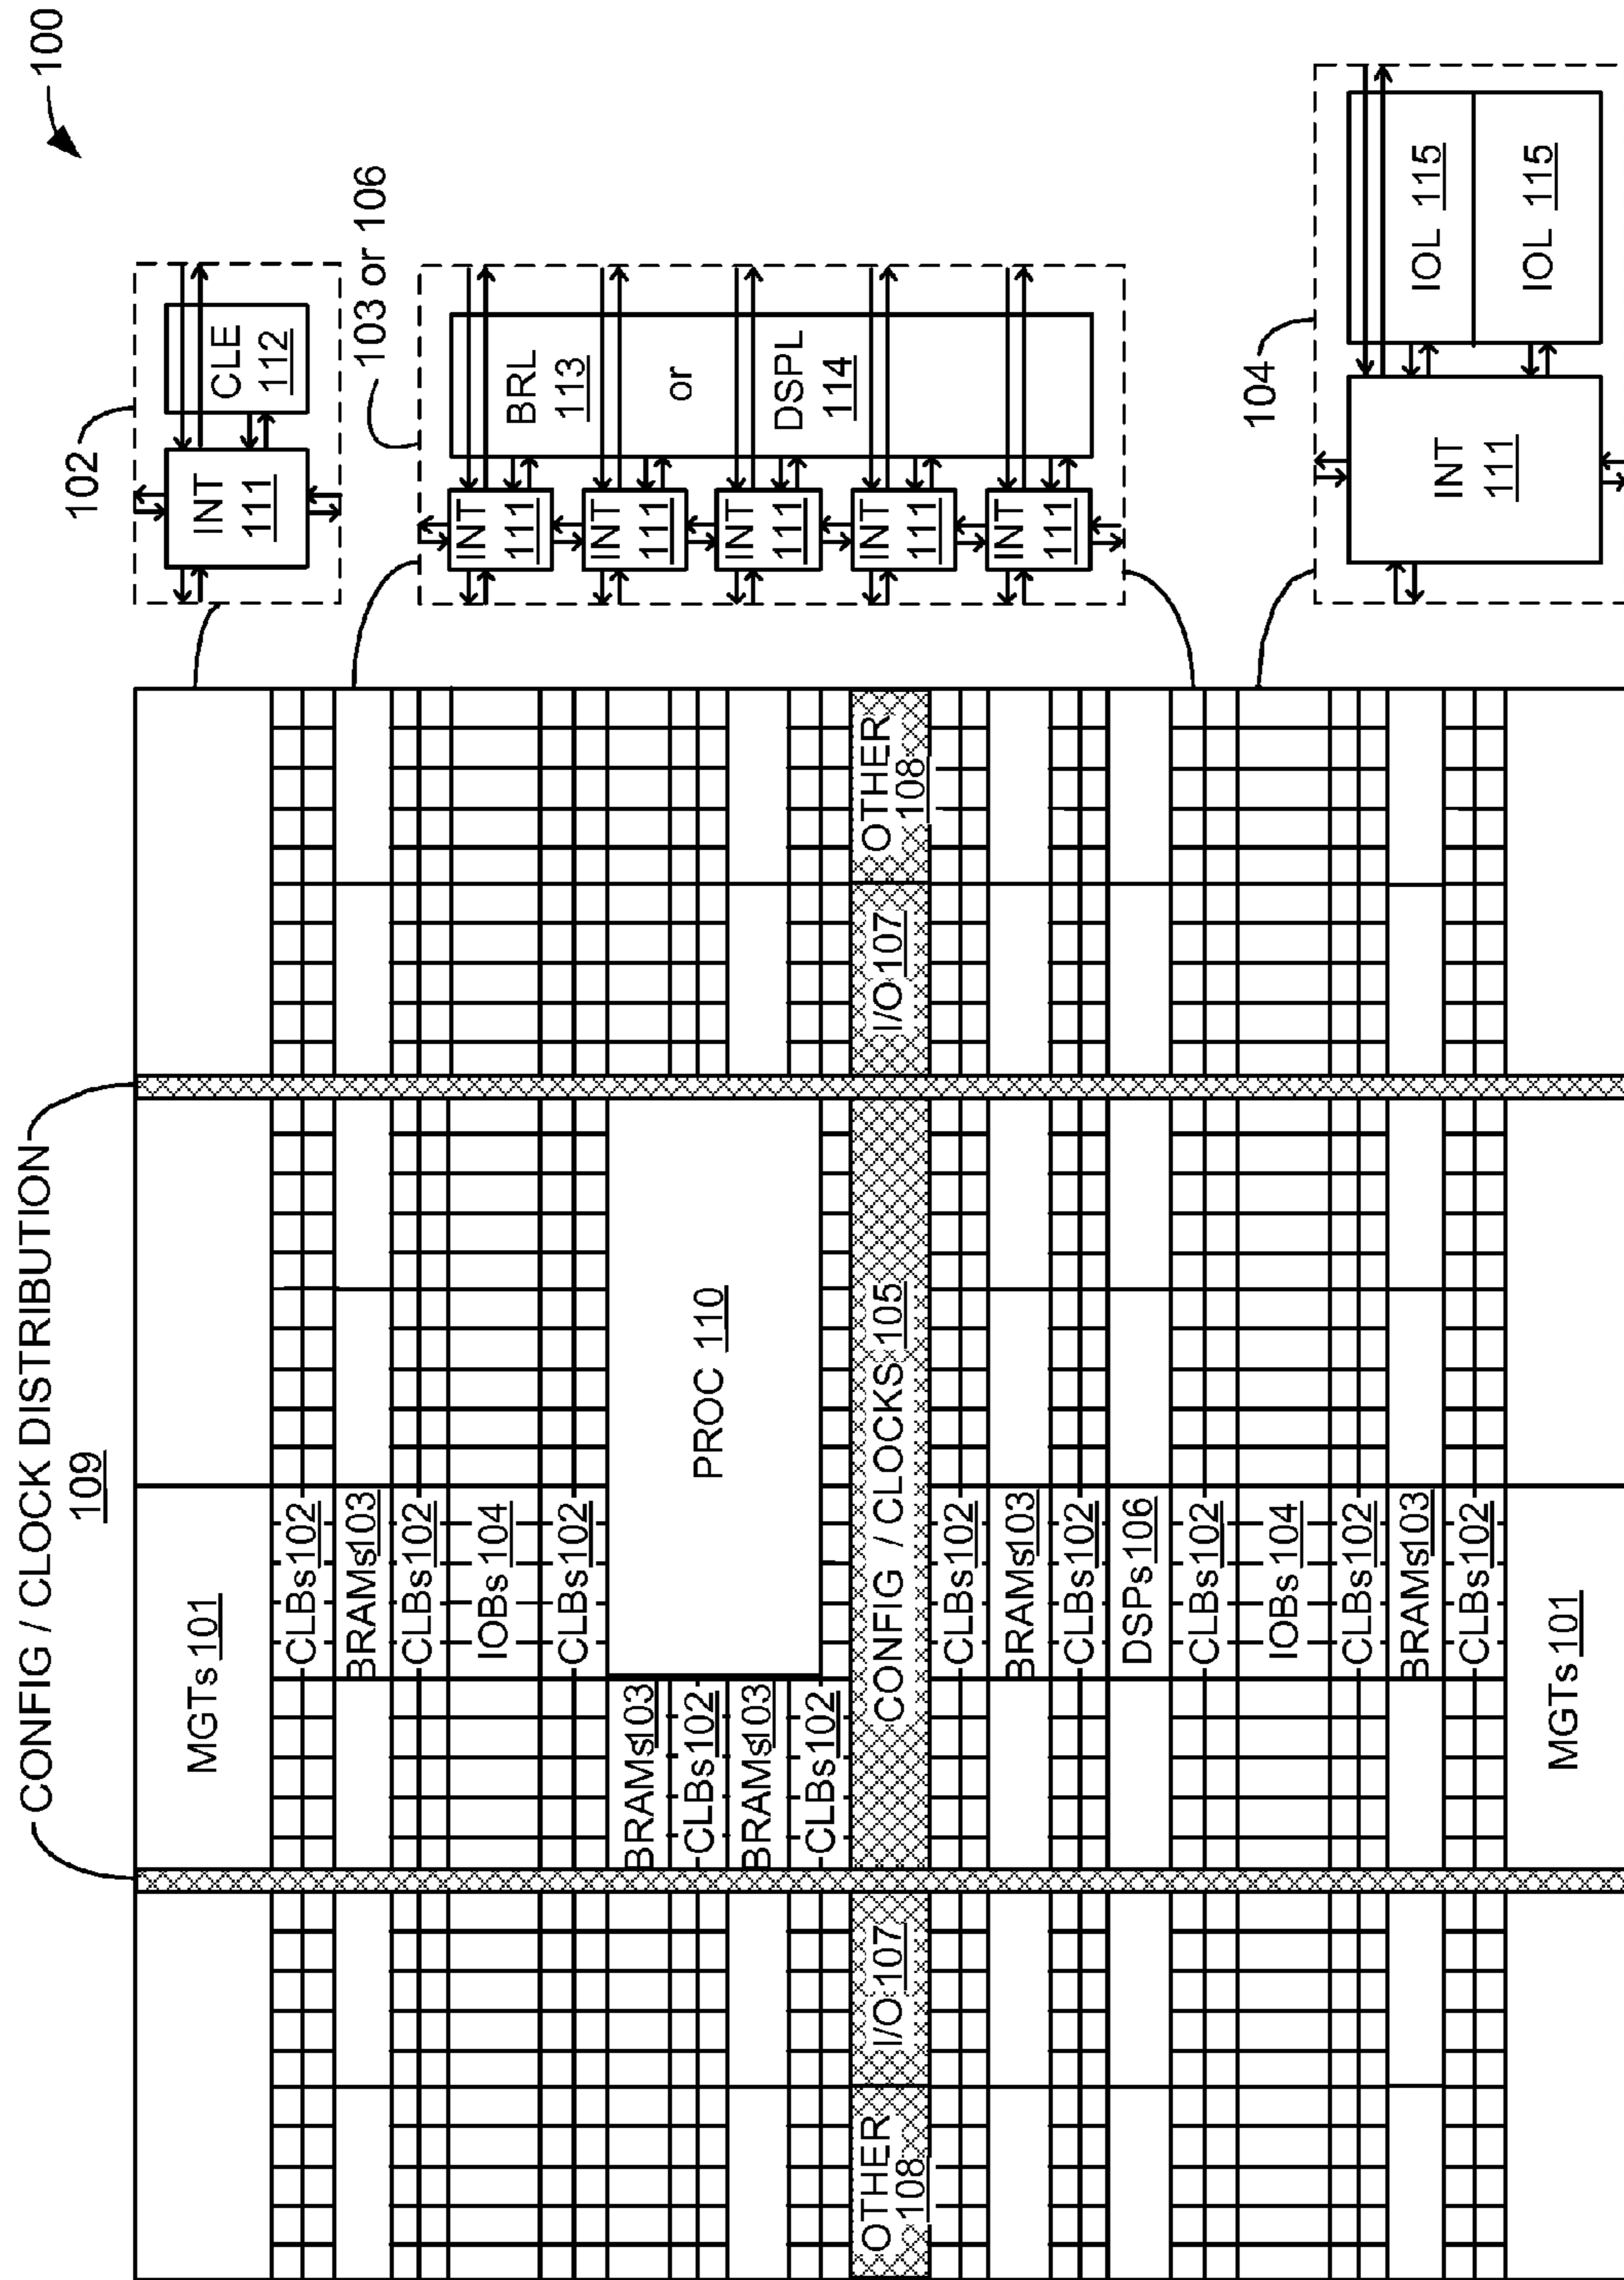 CONFIG / CLOCK DISTRIBUTION
109
100
MGTs 101
CLBs 102
BRAMs 103
CLBs 102
IOBs 104
CLBs 102
BRAMs 103
CLBs 102
BRAMs 103
CLBs 102
PROC 110
OTHER
108
I/O 107
CONFIG / CLOCKS 105
I/O 107
OTHER
108
CLBs 102
BRAMs 103
CLBs 102
DSPs 106
CLBs 102
IOBs 104
CLBs 102
BRAMs 103
CLBs 102
MGTs 101
102
INT
111
CLE
112
103 or 106
INT
111
INT
111
INT
111
INT
111
INT
111
BRL
113
or
DSPL
114
104
INT
111
IOL 115
IOL 115